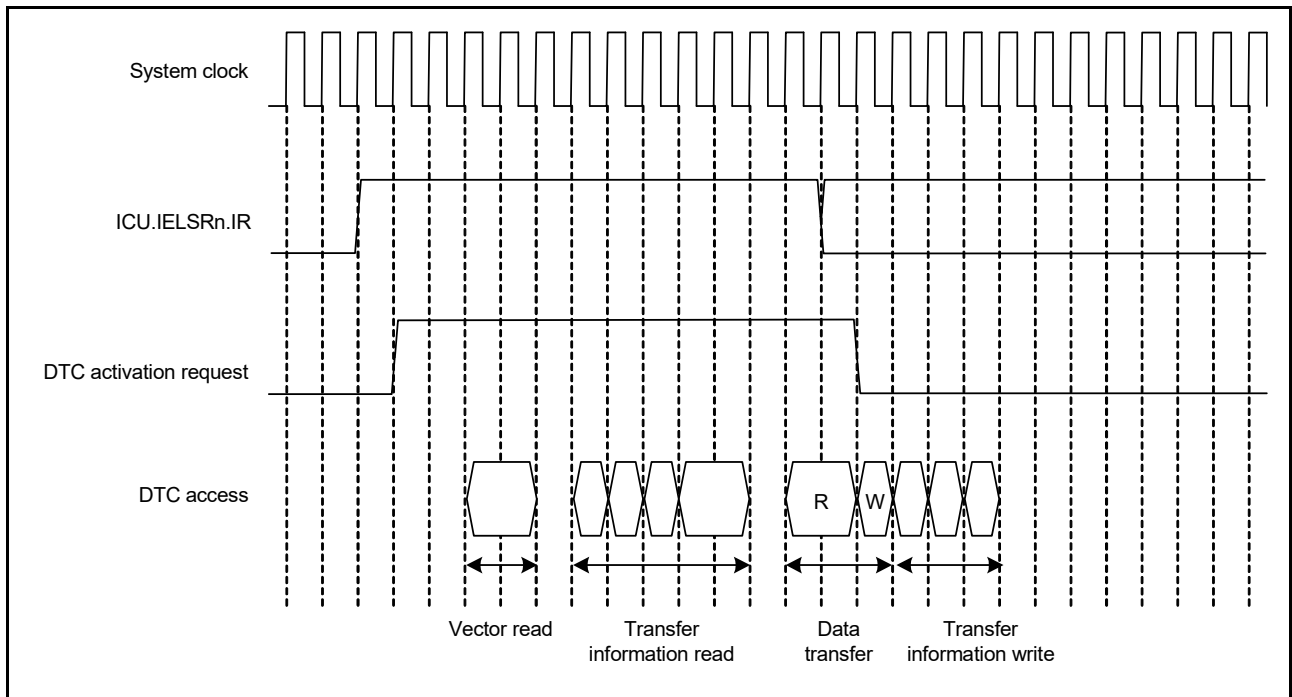 System clock
ICU.IELSRn.IR
DTC activation request
DTC access
R
W
Vector read
Transfer
information read
Data
transfer
Transfer
information write